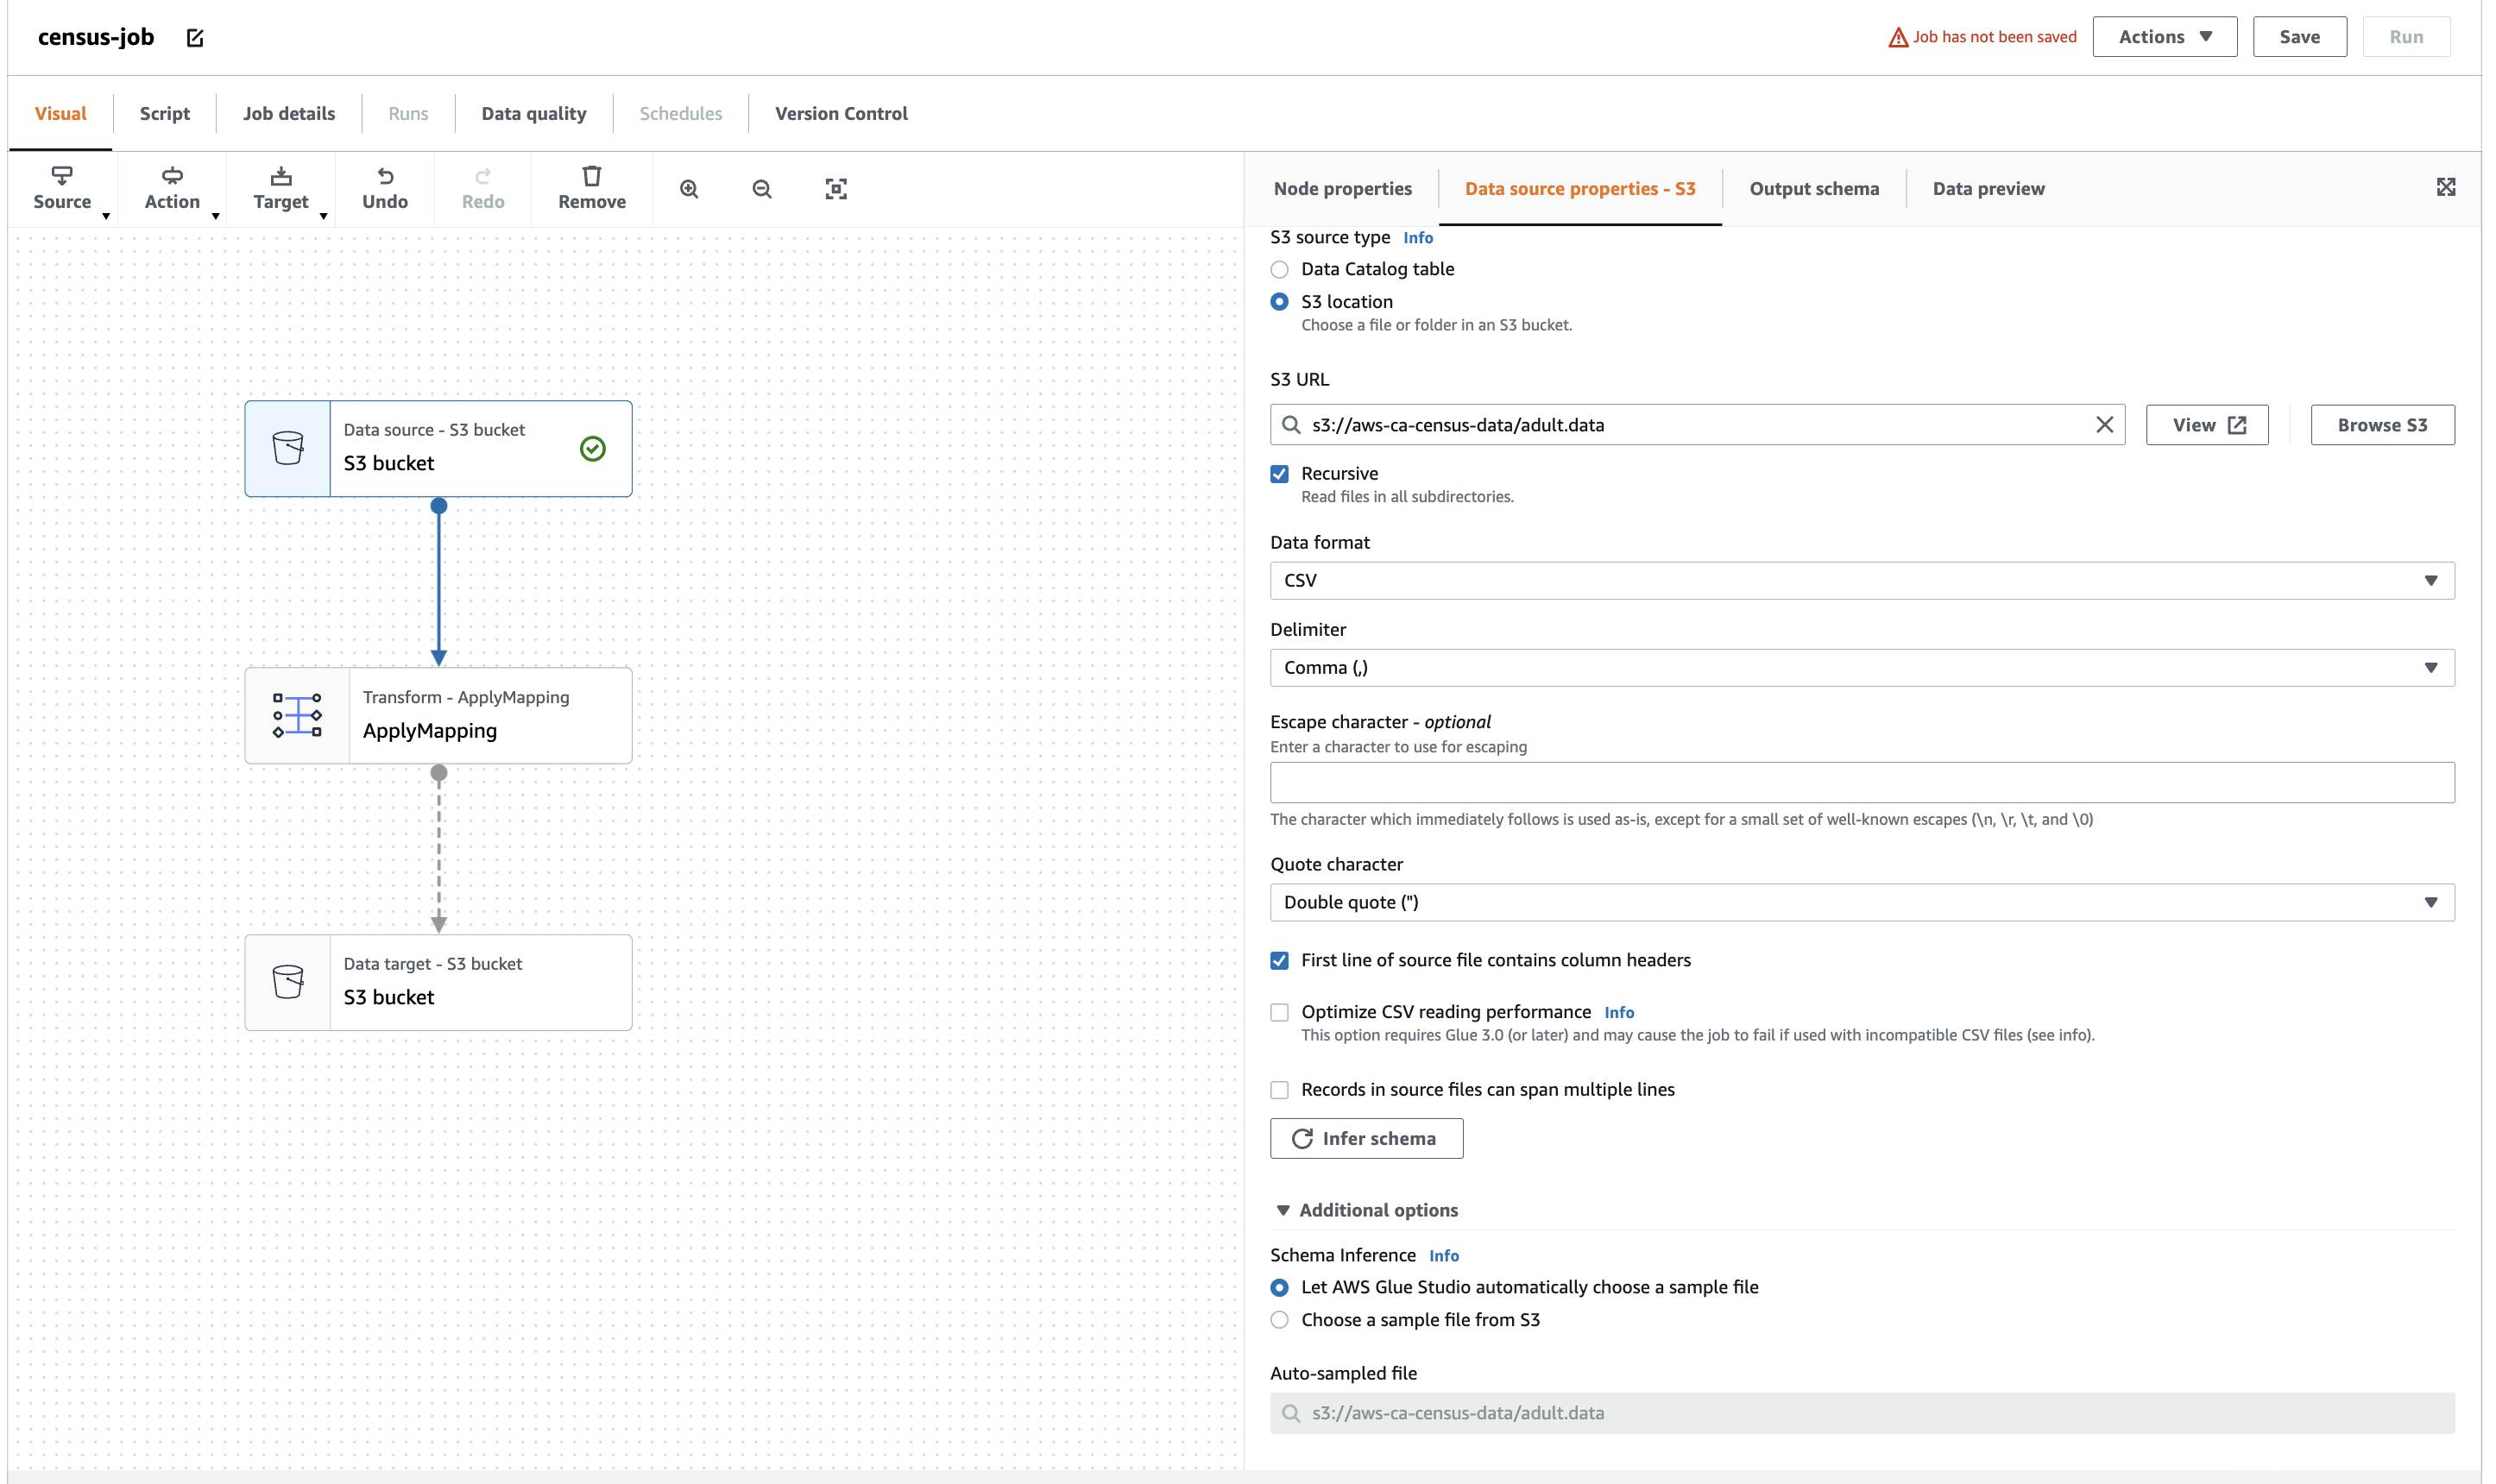 census-job
Job has not been saved
Actions
Save
Run
Visual
Script
Job details
Runs
Data quality
Schedules
Version Control
Source
Action
Target
Undo
Redo
Remove
Data source - S3 bucket
S3 bucket
Transform - ApplyMapping
ApplyMapping
Data target - S3 bucket
S3 bucket
Node properties
Data source properties - S3
Output schema
Data preview
S3 source type Info
Data Catalog table
S3 location
Choose a file or folder in an S3 bucket.
S3 URL
s3://aws-ca-census-data/adult.data
View
Browse S3
Recursive
Read files in all subdirectories.
Data format
CSV
Delimiter
Comma (,)
Escape character - optional
Enter a character to use for escaping
The character which immediately follows is used as-is, except for a small set of well-known escapes (\n, \r, \t, and \0)
Quote character
Double quote (")
First line of source file contains column headers
Optimize CSV reading performance Info
This option requires Glue 3.0 (or later) and may cause the job to fail if used with incompatible CSV files (see info).
Records in source files can span multiple lines
Infer schema
Additional options
Schema Inference Info
Let AWS Glue Studio automatically choose a sample file
Choose a sample file from S3
Auto-sampled file
s3://aws-ca-census-data/adult.data